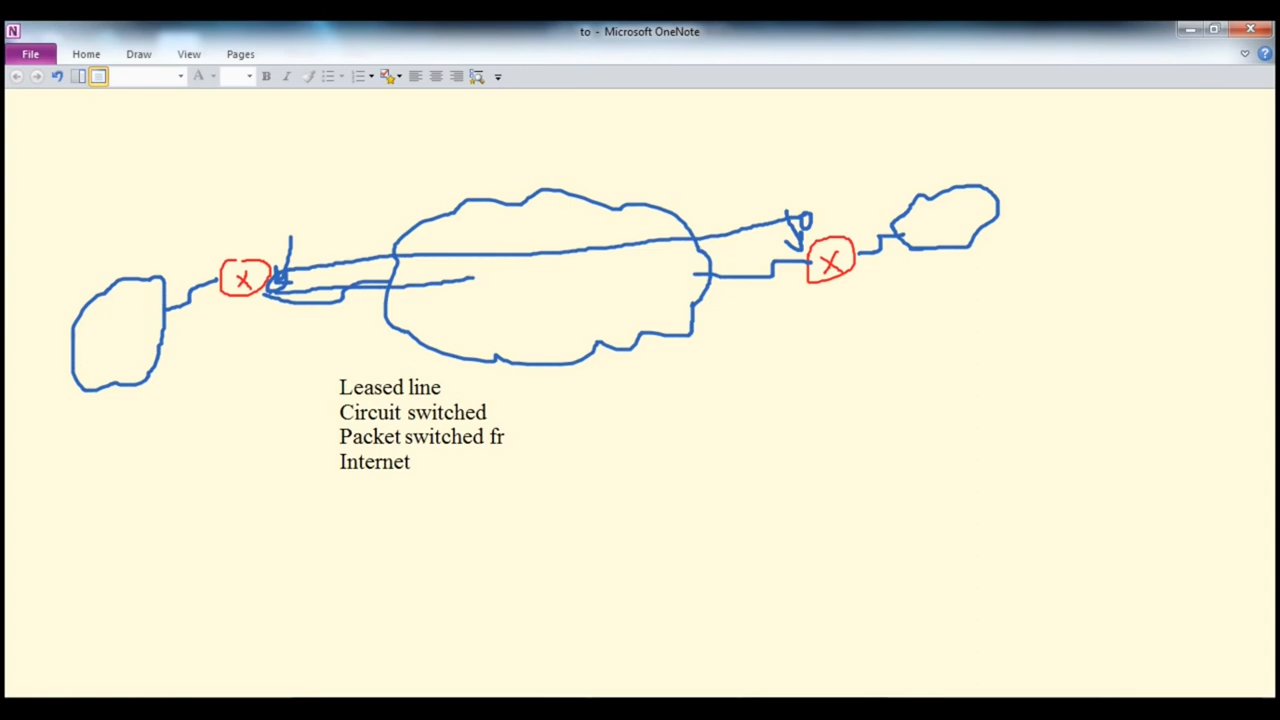 to - Microsoft OneNote
File Home Draw View Pages
A B I
X
X
Leased line
Circuit switched
Packet switched fr
Internet